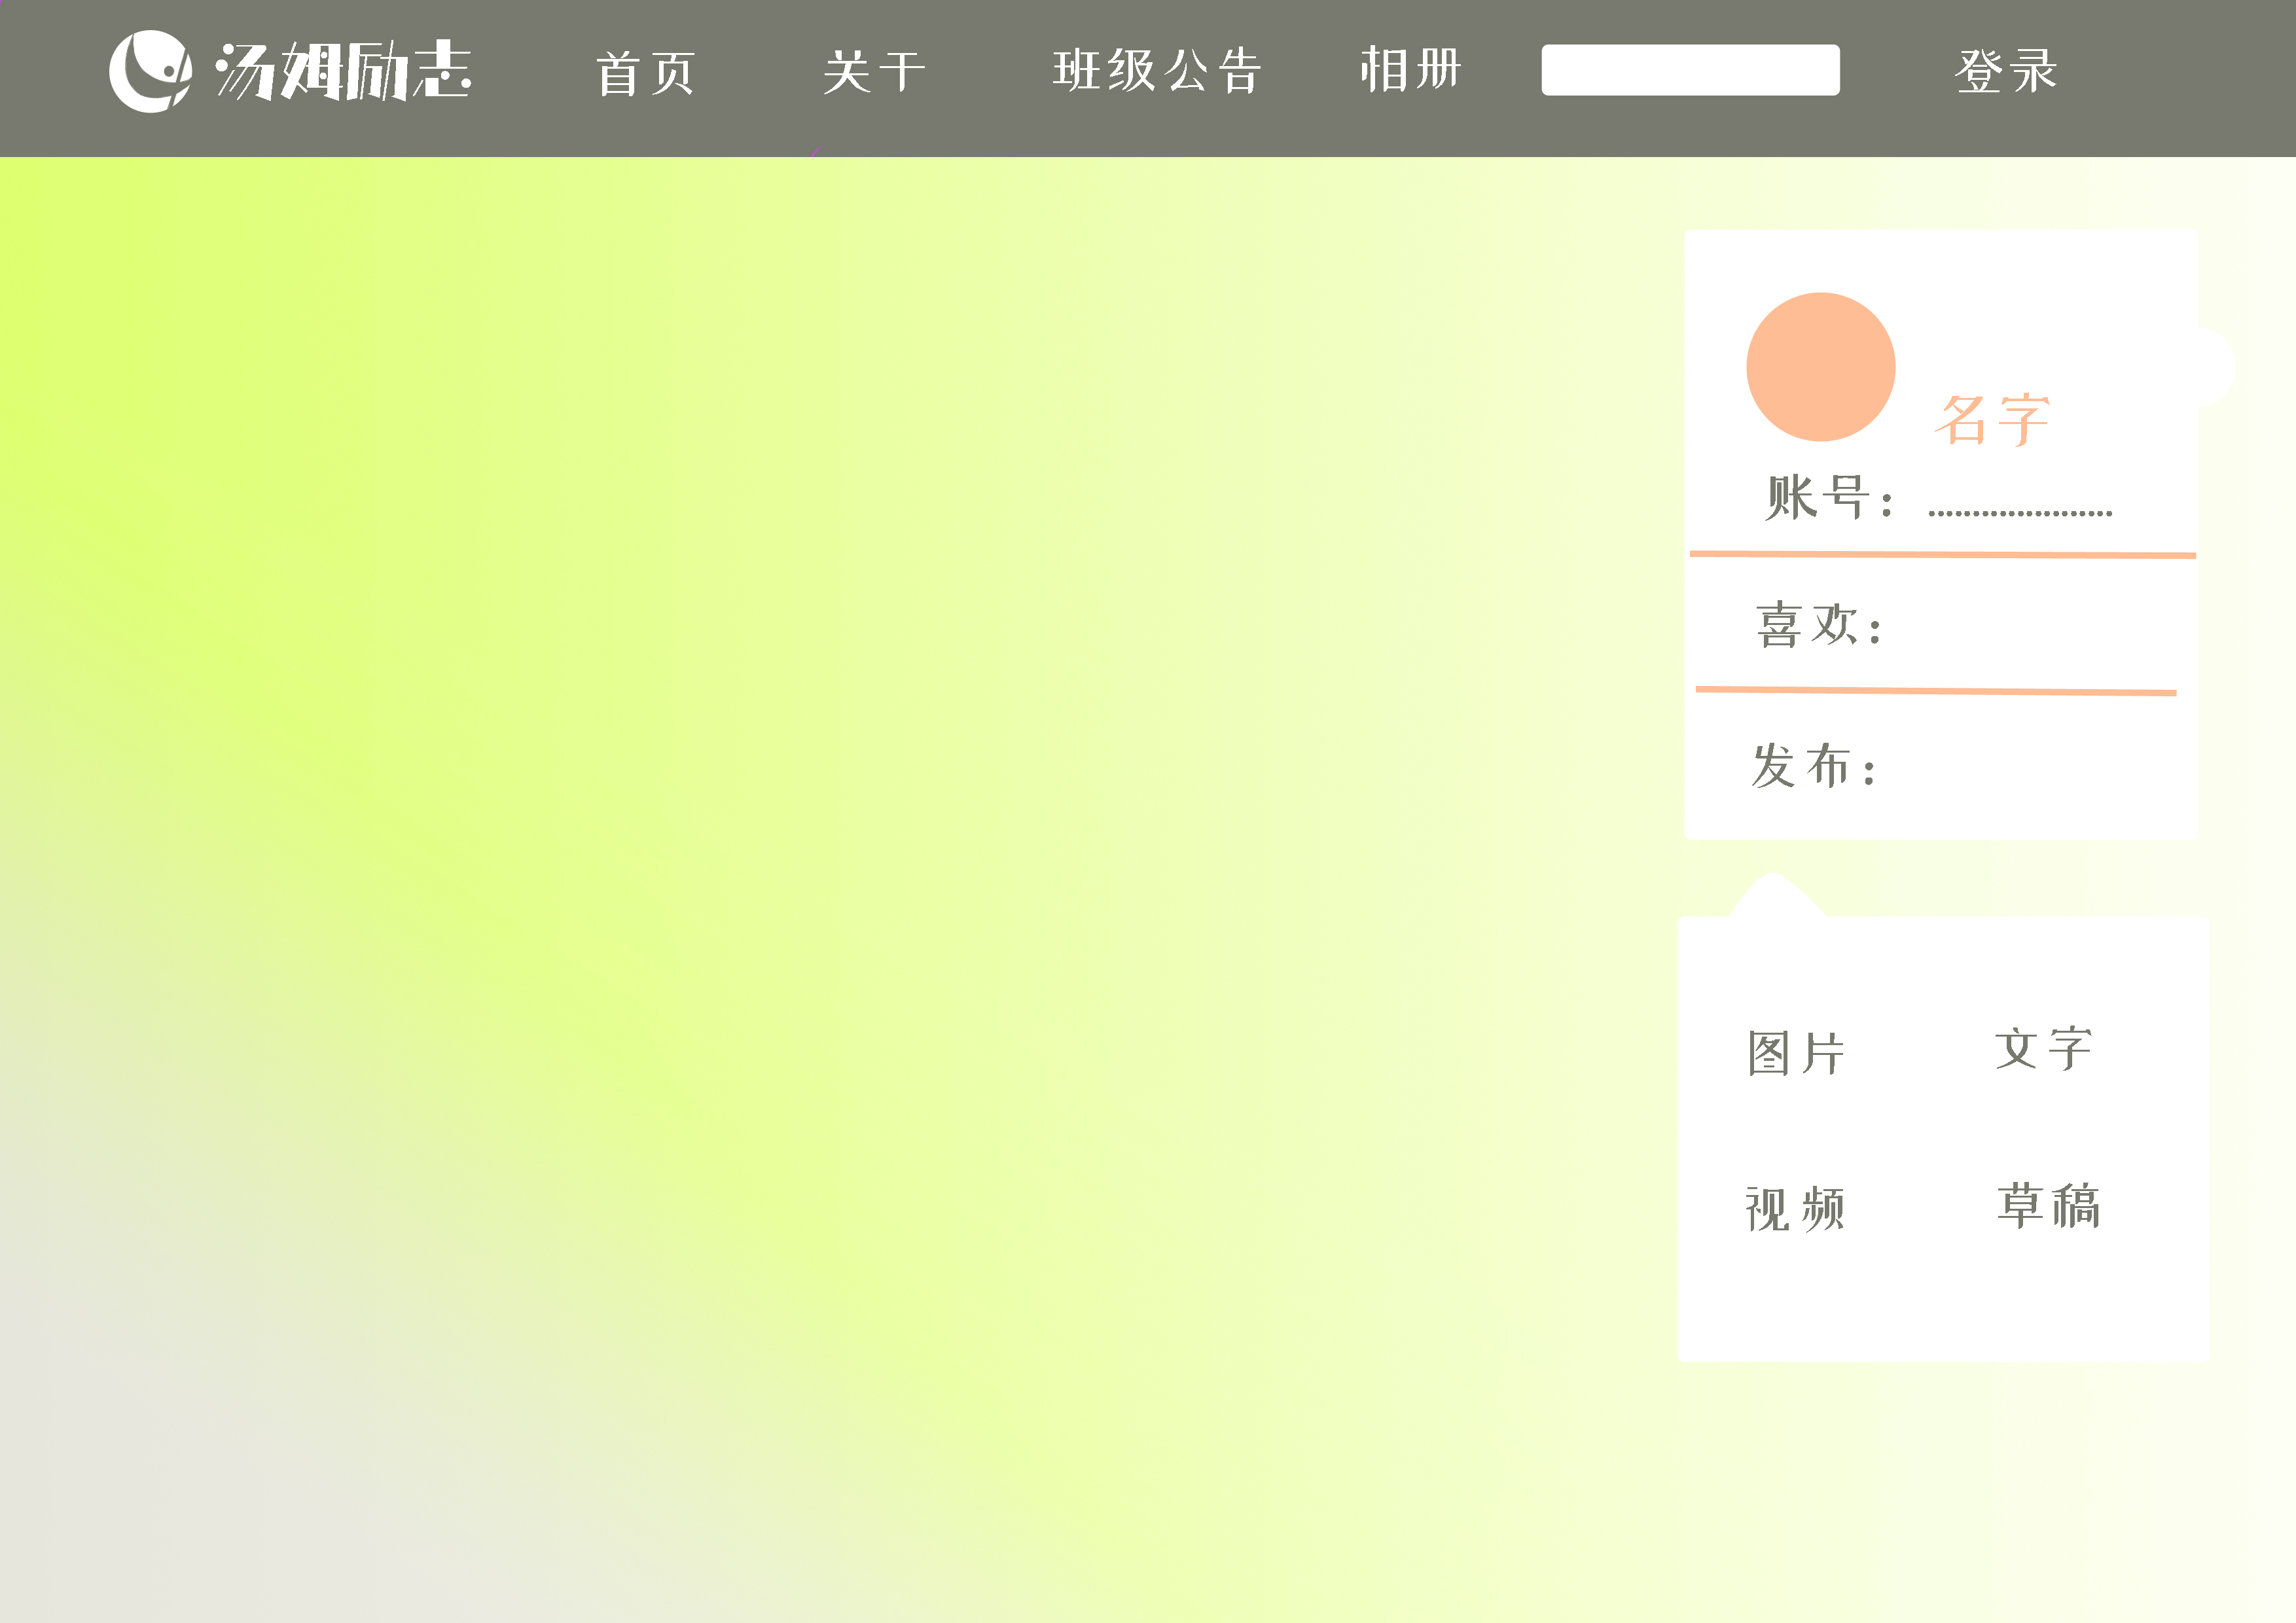 汤姆励志 首页 关于 班级公告 相册 登录
名字
账号：.....................
喜欢：
发布：
图片 文字
视频 草稿